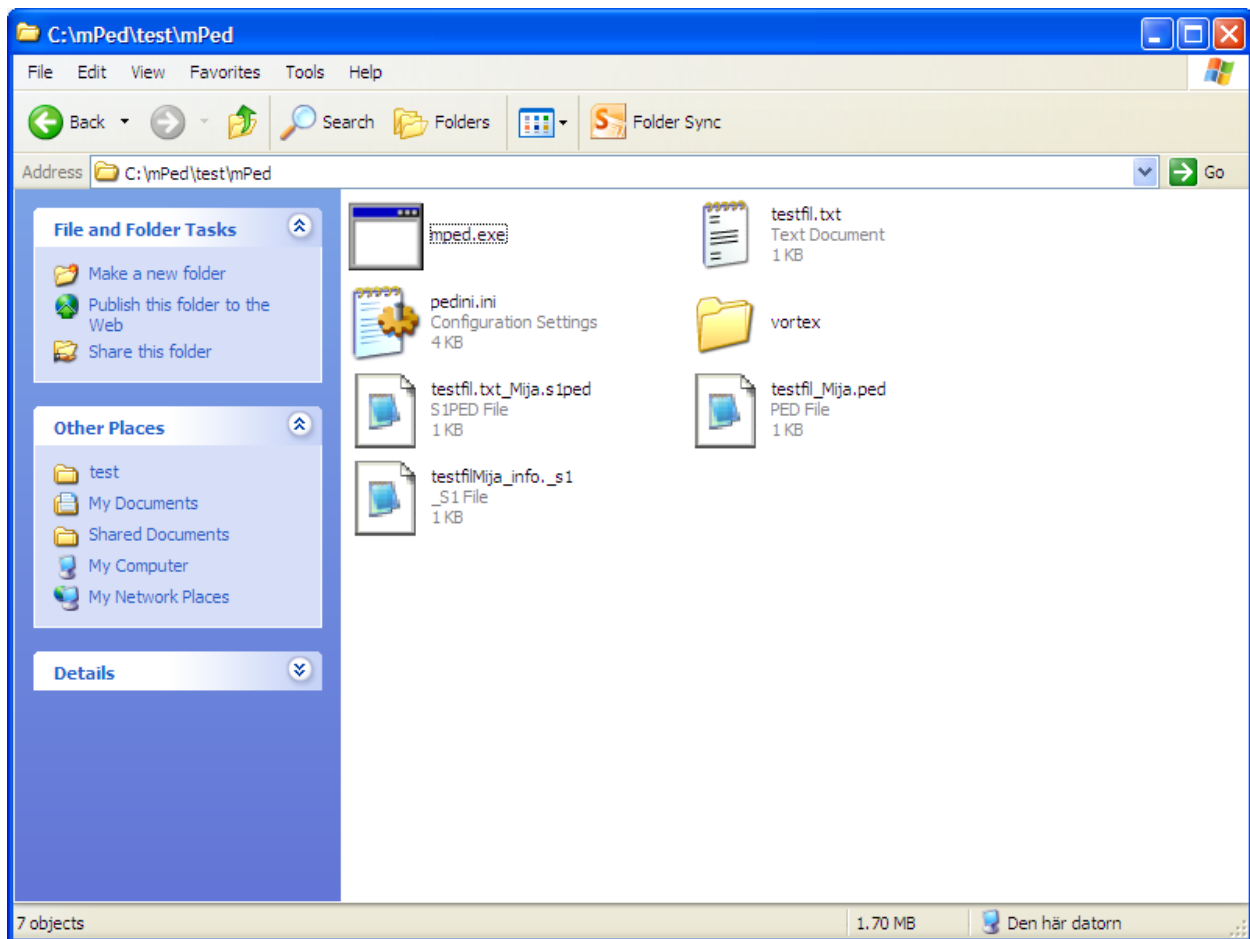 C:\mPed\test\mPed
File Edit View Favorites Tools Help
Back Search Folders Folder Sync
Address C:\mPed\test\mPed Go
File and Folder Tasks
Make a new folder
Publish this folder to the
Web
Share this folder
Other Places
test
My Documents
Shared Documents
My Computer
My Network Places
Details
mped.exe
testfil.txt
Text Document
1 KB
pedini.ini
Configuration Settings
4 KB
vortex
testfil.txt_Mija.s1ped
S1PED File
1 KB
testfil_Mija.ped
PED File
1 KB
testfilMija_info._s1
_S1 File
1 KB
7 objects 1.70 MB Den här datorn